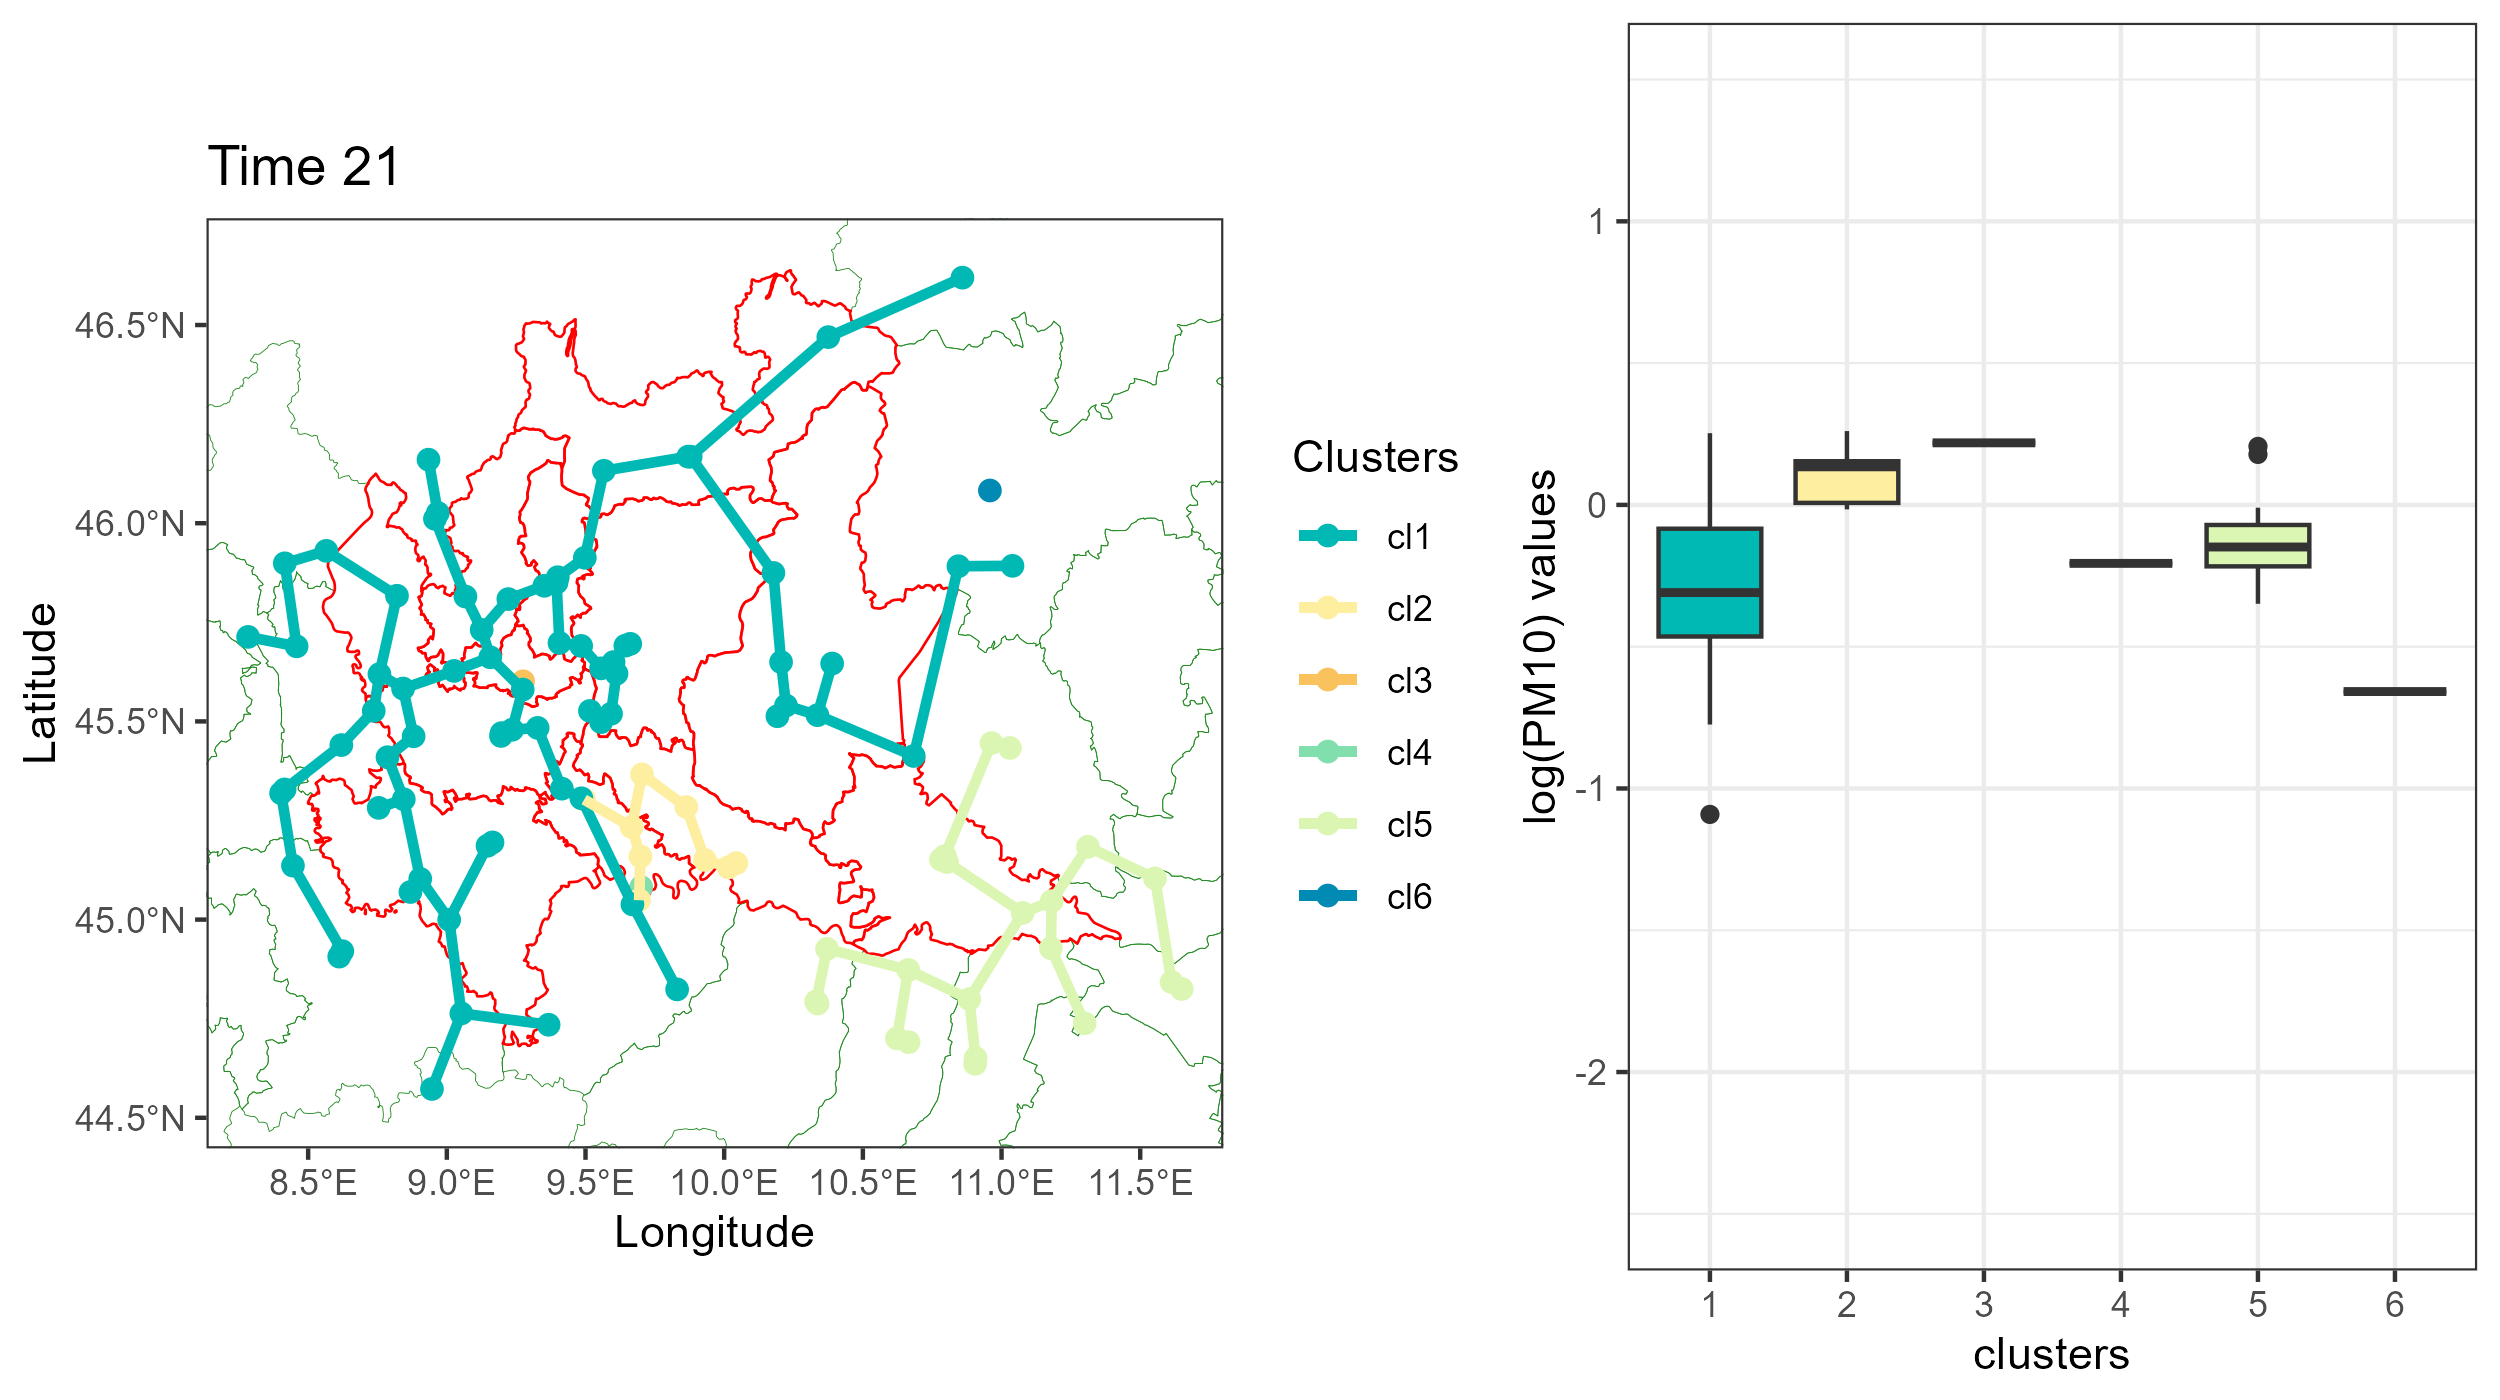 Time 21
46.5°N
46.0°N
45.5°N
45.0°N
44.5°N
Latitude
8.5°E 9.0°E 9.5°E 10.0°E 10.5°E 11.0°E 11.5°E
Longitude
Clusters
cl1
cl2
cl3
cl4
cl5
cl6
1
0
-1
-2
log(PM10) values
1 2 3 4 5 6
clusters